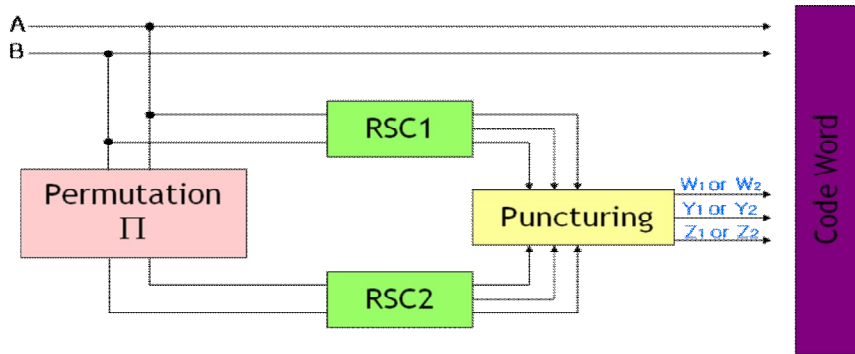 A
B
RSC1
Permutation
Π
W1 or W2
Puncturing
Y1 or Y2
Z1 or Z2
RSC2
Code Word